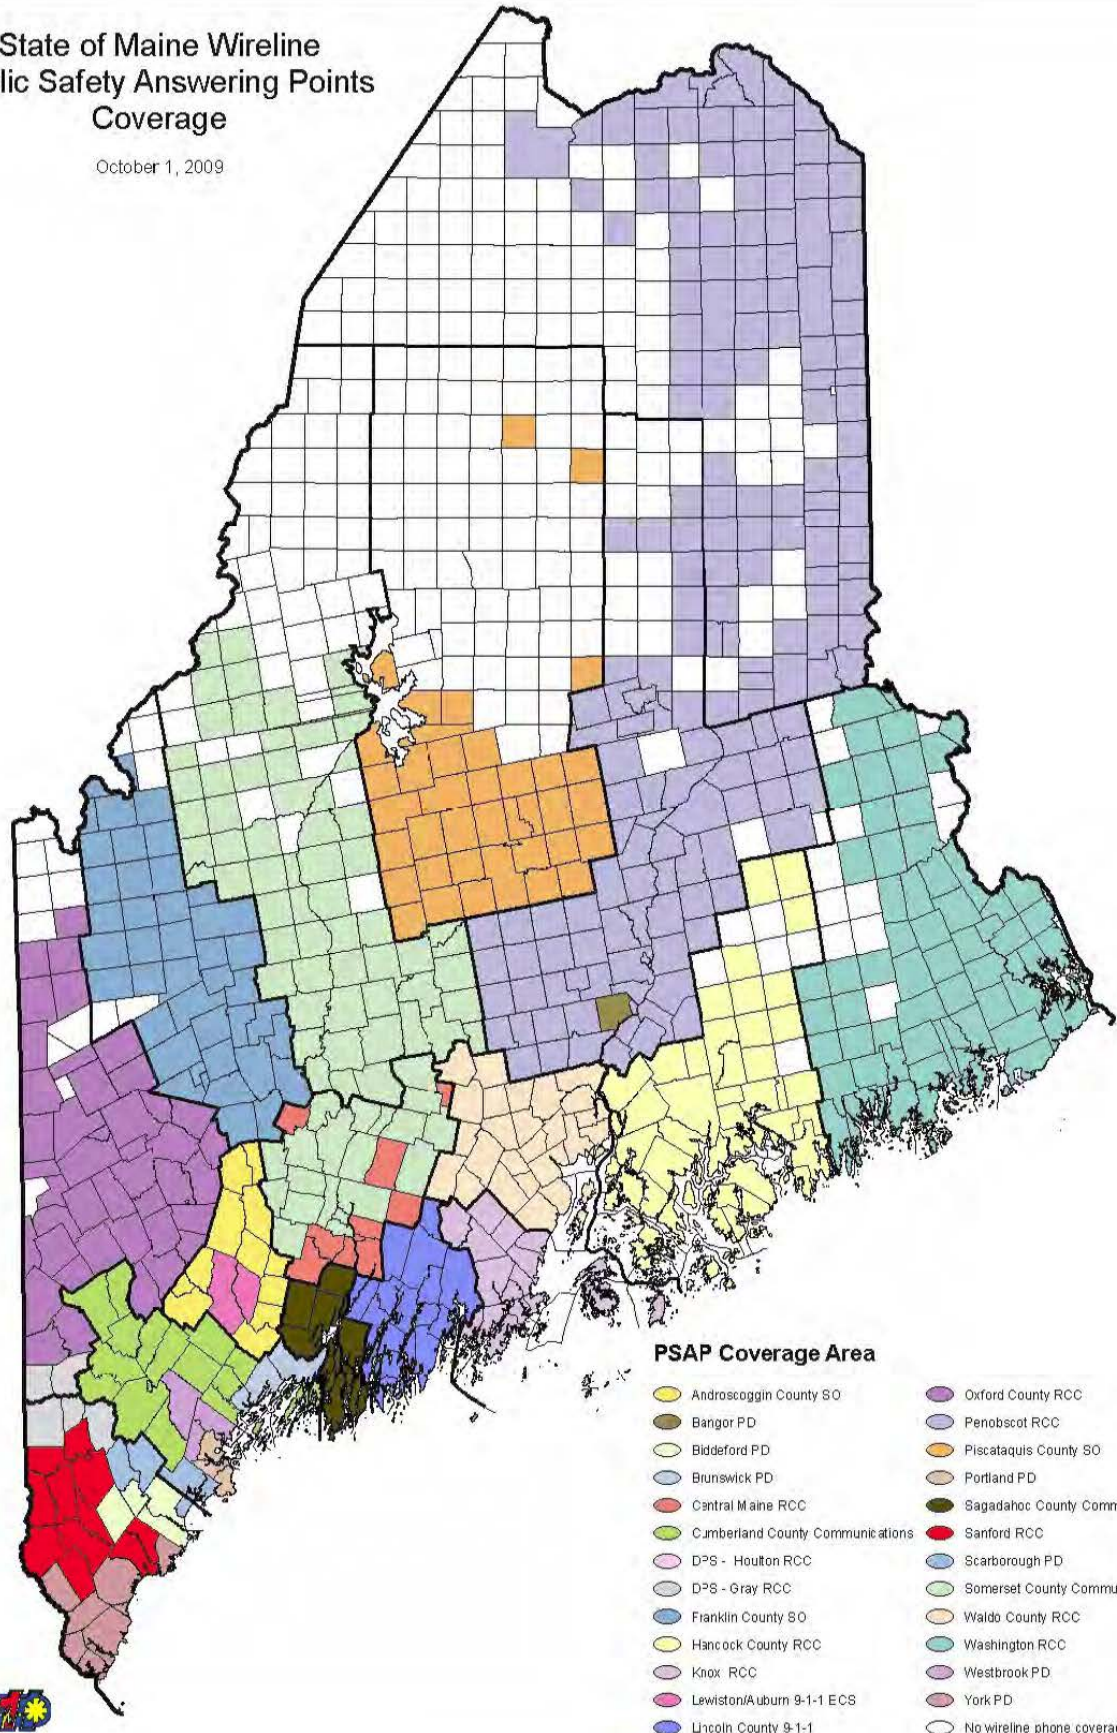 State of Maine Wireline
lic Safety Answering Points
Coverage
October 1, 2009
PSAP Coverage Area
Androscoggin County SO
Bangor PD
Biddeford PD
Brunswick PD
Central Maine RCC
Cumberland County Communications
DPS - Houlton RCC
DPS - Gray RCC
Franklin County SO
Hancock County RCC
Knox RCC
Lewiston/Auburn 9-1-1 ECS
Lincoln County 9-1-1
Oxford County RCC
Penobscot RCC
Piscataquis County SO
Portland PD
Sagadahoc County Comm
Sanford RCC
Scarborough PD
Somerset County Commu
Waldo County RCC
Washington RCC
Westbrook PD
York PD
No wireline phone coverag